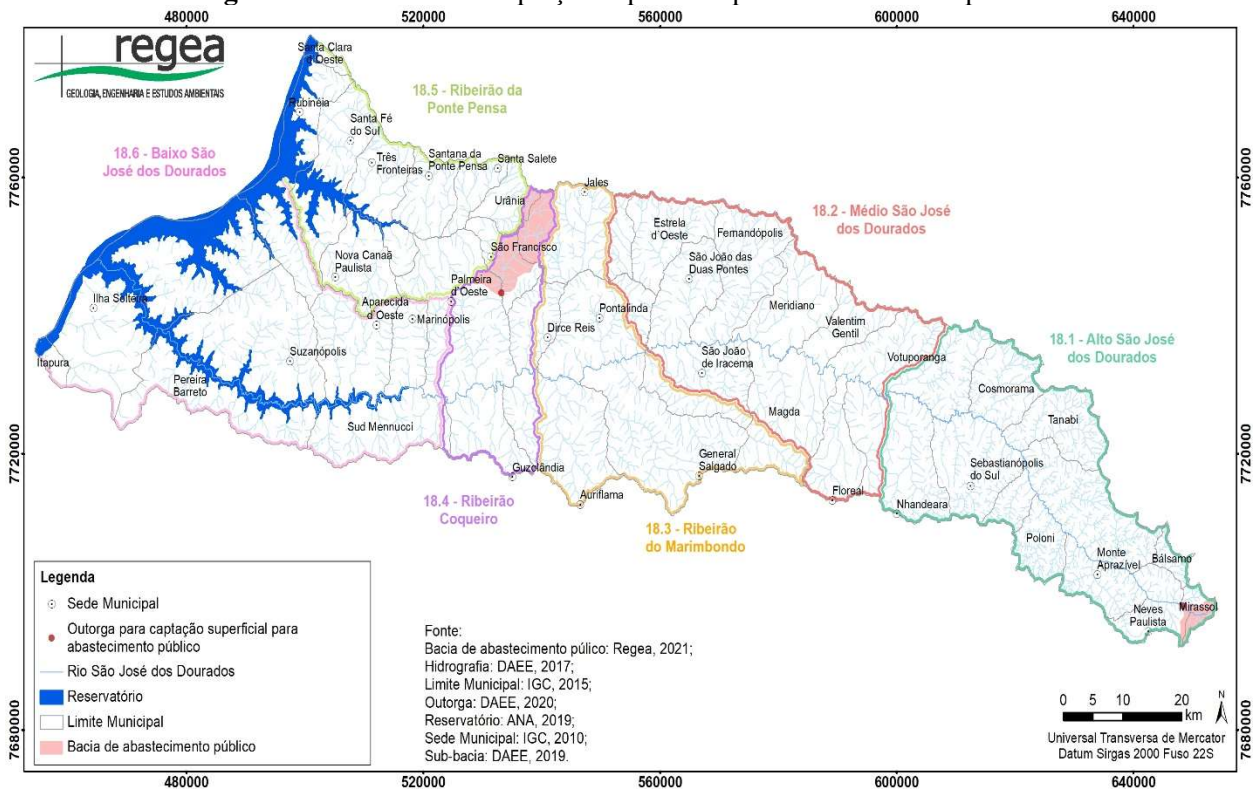 480000 520000 560000 600000 640000
regea
GEOLOGIA, ENGENHARIA E ESTUDOS AMBIENTAIS
Santa Clara
d'Oeste
Rubinéia
18.5 - Ribeirão da
Ponte Pensa
Santa Fé
do Sul
Três
Fronteiras
Santana da
Ponte Pensa
Santa Salete
18.6 - Baixo São
José dos Dourados
7760000
7760000
Urânia
Jales
18.2 - Médio São José
dos Dourados
Estrela
d´Oeste
Fernandópolis
São Francisco
São João das
Duas Pontes
Nova Canaã
Paulista
Palmeira
d'Oeste
Meridiano
Ilha Solteira
Aparecida
d'Oeste
Marinópolis
Pontalinda
Valentim
Gentil
Dirce Reis
Itapura
Suzanópolis
São João
de Iracema
Votuporanga
18.1 - Alto São José
dos Dourados
Pereira
Barreto
Cosmorama
Sud Mennucci
Magda
Tanabi
7720000
7720000
Guzolândia
General
Salgado
Sebastianópolis
do Sul
18.4 - Ribeirão
Coqueiro
Auriflama
Floreal
Nhandeara
18.3 - Ribeirão
do Marimbondo
Poloni
Monte
Aprazível
Bálsamo
Neves
Paulista
Mirassol
Legenda
Sede Municipal
Outorga para captação superficial para
abastecimento público
Rio São José dos Dourados
Reservatório
Limite Municipal
Bacia de abastecimento público
Fonte:
Bacia de abastecimento púlico: Regea, 2021;
Hidrografia: DAEE, 2017;
Limite Municipal: IGC, 2015;
Outorga: DAEE, 2020;
Reservatório: ANA, 2019;
Sede Municipal: IGC, 2010;
Sub-bacia: DAEE, 2019.
0 5 10 20
km
N
Universal Transversa de Mercator
Datum Sirgas 2000 Fuso 22S
7680000
7680000
480000 520000 560000 600000 640000